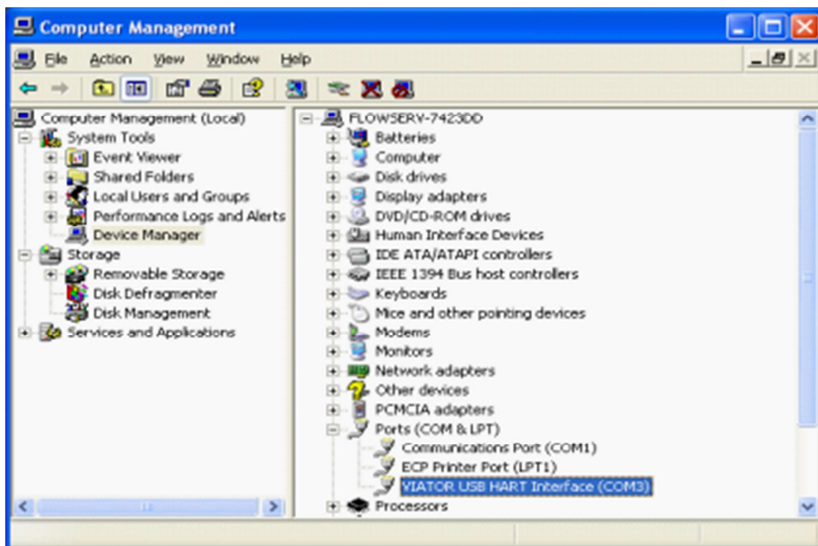 Computer Management
File Action View Window Help
Computer Management (Local)
System Tools
Event Viewer
Shared Folders
Local Users and Groups
Performance Logs and Alerts
Device Manager
Storage
Removable Storage
Disk Defragmenter
Disk Management
Services and Applications
FLOWSERV-7423DD
Batteries
Computer
Disk drives
Display adapters
DVD/CD-ROM drives
Human Interface Devices
IDE ATA/ATAPI controllers
IEEE 1394 Bus host controllers
Keyboards
Mice and other pointing devices
Modems
Monitors
Network adapters
Other devices
PCMCIA adapters
Ports (COM & LPT)
Communications Port (COM1)
ECP Printer Port (LPT1)
VIATOR USB HART Interface (COM3)
Processors